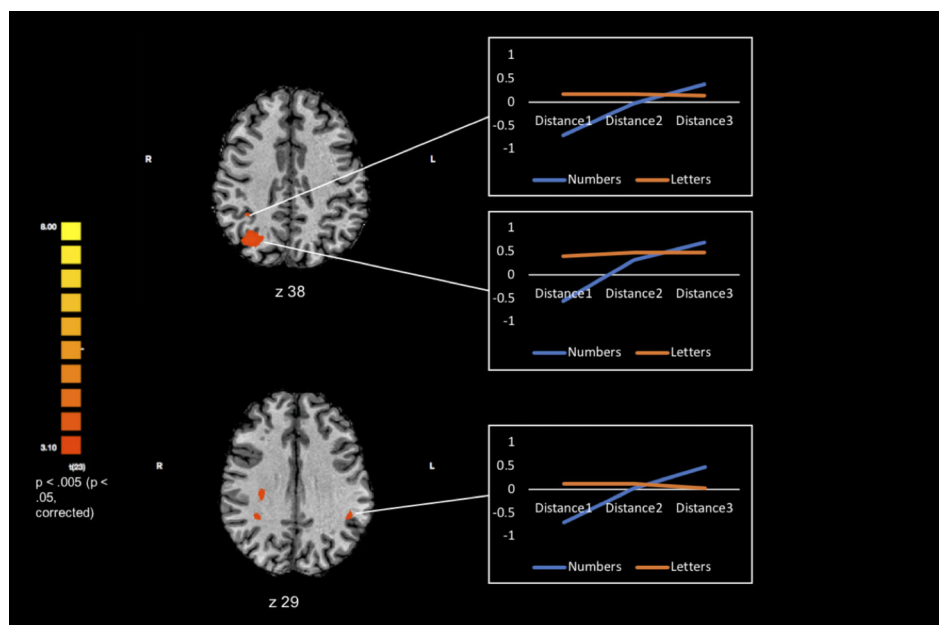 1
0.5
0
-0.5
-1
Distance1 Distance2 Distance3
Numbers Letters
R L
8.00
3.10
t(23)
p < .005 (p <
.05,
corrected)
z 38
1
0.5
0
-0.5
-1
Distance1 Distance2 Distance3
Numbers Letters
R L
z 29
1
0.5
0
-0.5
-1
Distance1 Distance2 Distance3
Numbers Letters